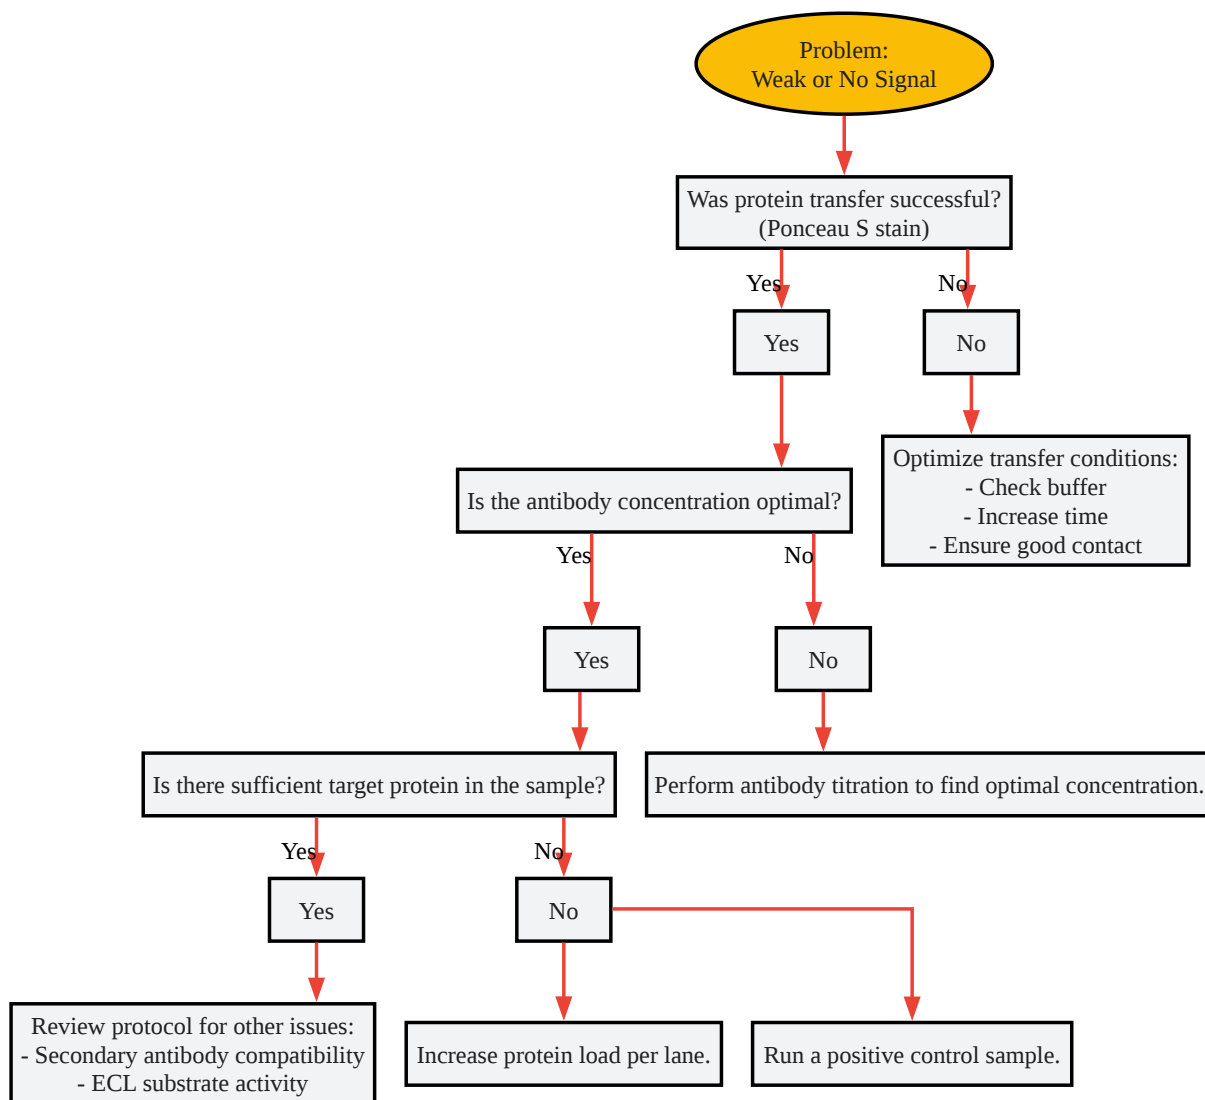 Problem:
Weak or No Signal
Was protein transfer successful?
(Ponceau S stain)
Yes
No
Yes
No
Optimize transfer conditions:
- Check buffer
- Increase time
- Ensure good contact
Is the antibody concentration optimal?
Yes
No
Yes
No
Is there sufficient target protein in the sample?
Perform antibody titration to find optimal concentration.
Yes
No
Yes
No
Review protocol for other issues:
- Secondary antibody compatibility
- ECL substrate activity
Increase protein load per lane.
Run a positive control sample.